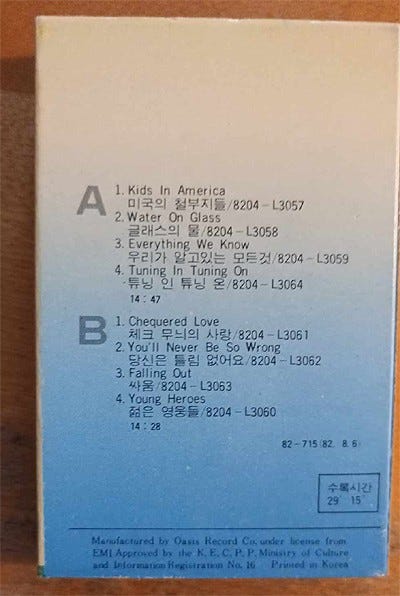 A
1. Kids In America
미국의 철부지들/8204-L3057
2. Water On Glass
글래스의 물/8204-L3058
3. Everything We Know
우리가 알고있는 모든것/8204-L3059
4. Tuning In Tuning On
튜닝 인 튜닝 온/8204-L3064
14:47
B
1. Chequered Love
체크 무늬의 사랑/8204-L3061
2. You'll Never Be So Wrong
당신은 틀림 없어요/8204-L3062
3. Falling Out
싸움/8204-L3063
4. Young Heroes
젊은 영웅들/8204-L3060
14:28
82-715(82. 8. 6)
수록시간
29' 15"
Manufactured by Oasis Record Co. under license from
EMI Approved by the K. E. C. P. P. Ministry of Culture
and Information Registration No. 16 Printed in Korea